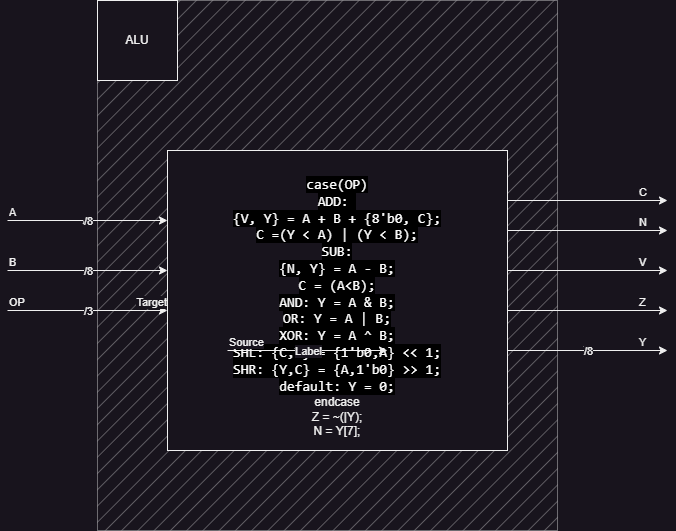 ALU
case(OP)
ADD:
{V, Y} = A + B + {8'b0, C};
C =(Y < A) | (Y < B);
SUB:
{N, Y} = A - B;
C = (A<B);
AND: Y = A & B;
OR: Y = A | B;
XOR: Y = A ^ B;
SHL: {C, = {1'b0,A} << 1;
SHR: {Y,C} = {A,1'b0} >> 1;
default: Y = 0;
endcase
Z = ~(|Y);
N = Y[7];
A
/8
B
/8
OP
/3
Target
Source
Label
C
N
V
Z
Y
/8